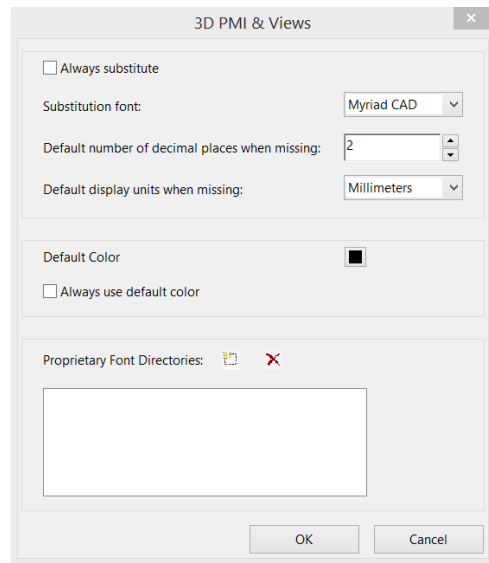 3D PMI & Views
Always substitute
Substitution font: Myriad CAD
Default number of decimal places when missing: 2
Default display units when missing: Millimeters
Default Color
Always use default color
Proprietary Font Directories:
OK Cancel